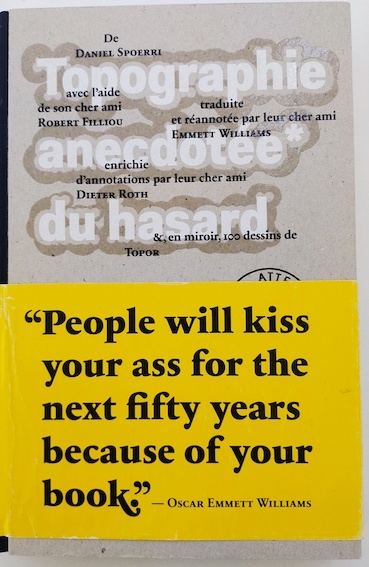 De
Daniel Spoerri
Topographie
avec l'aide
de son cher ami
Robert Filliou
traduite
et réannotée par leur cher ami
Emmett Williams
anecdotée*
enrichie
d'annotations par leur cher ami
Dieter Roth
du hasard
&, en miroir, 100 dessins de
Topor
“People will kiss
your ass for the
next fifty years
because of your
book.” — Oscar Emmett Williams